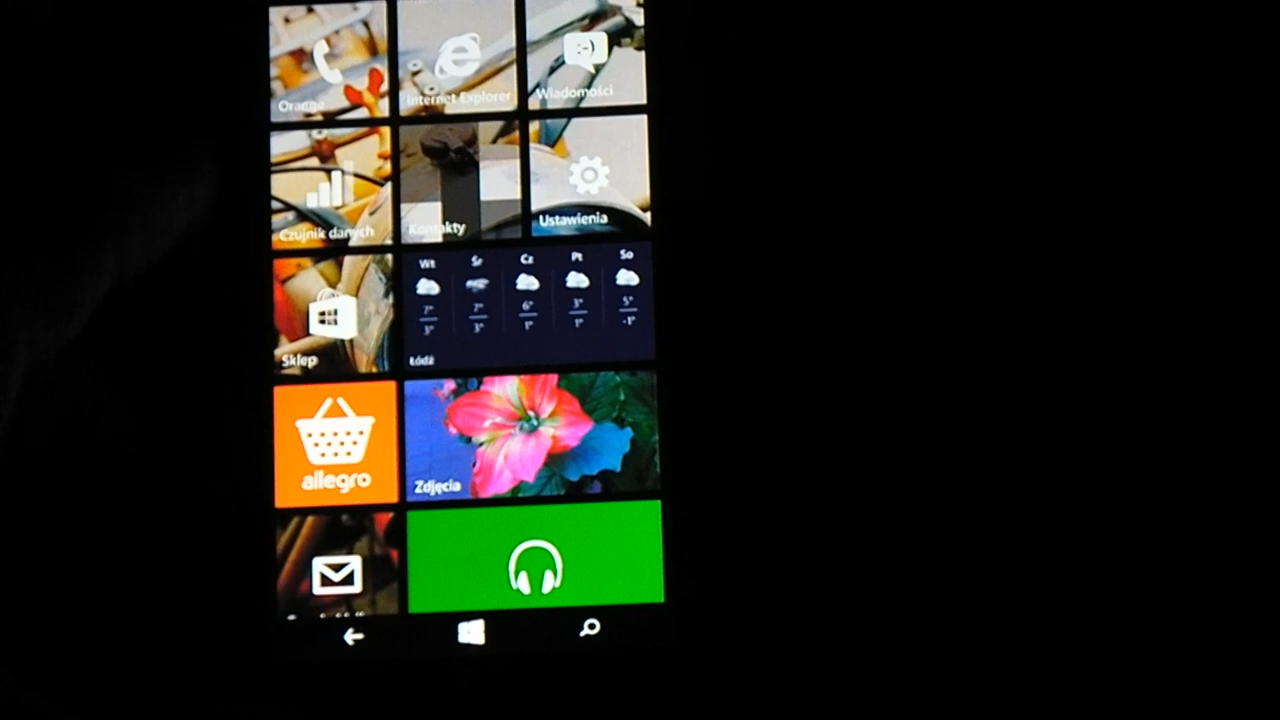 Orange
Internet Explorer
Wiadomości
Czujnik danych
Kontakty
Ustawienia
Sklep
Wt Śr Cz Pt So
7° 7° 6° 3° 5°
3° 3° 1° 1° -1°
Łódź
allegro
Zdjęcia